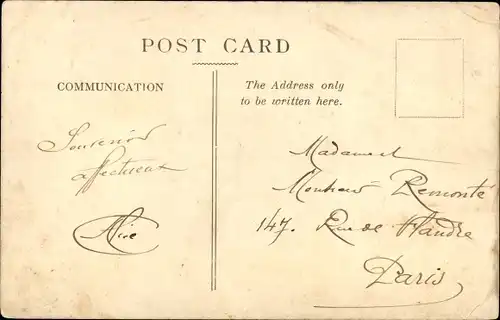 POST CARD
COMMUNICATION
The Address only
to be written here.
Souvenir
affectueux
Madame et
Monsieur Remonté
147. Rue de Flandre
Paris